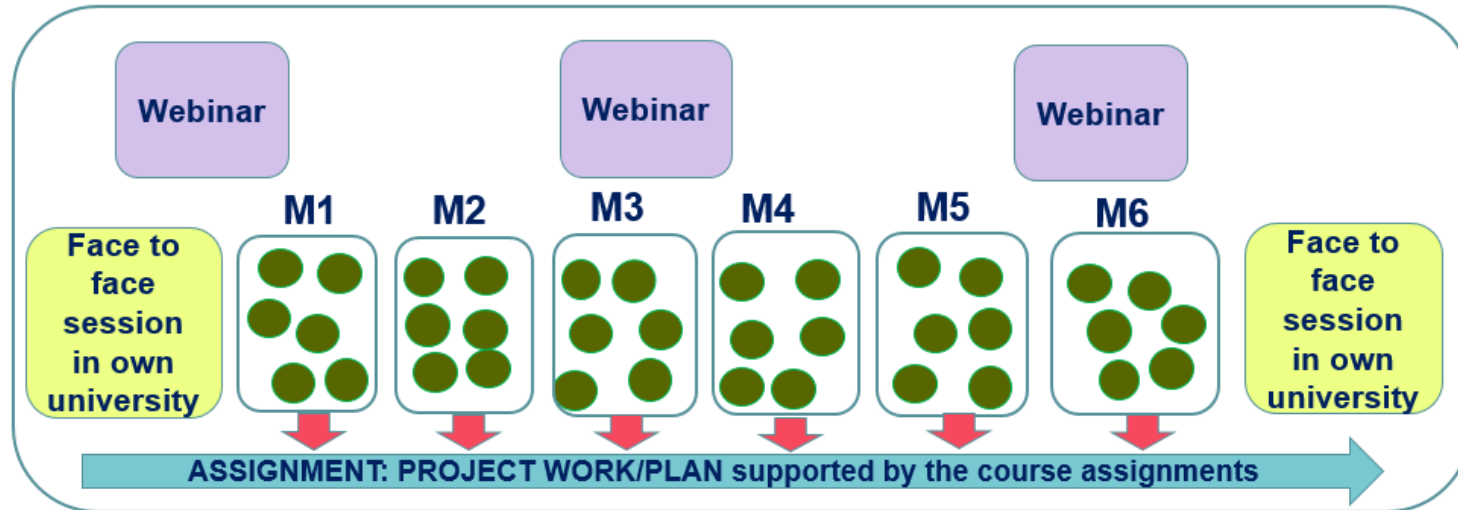 Webinar
Webinar
Webinar
M1
M2
M3
M4
M5
M6
Face to
face
session
in own
university
Face to
face
session
in own
university
ASSIGNMENT: PROJECT WORK/PLAN supported by the course assignments